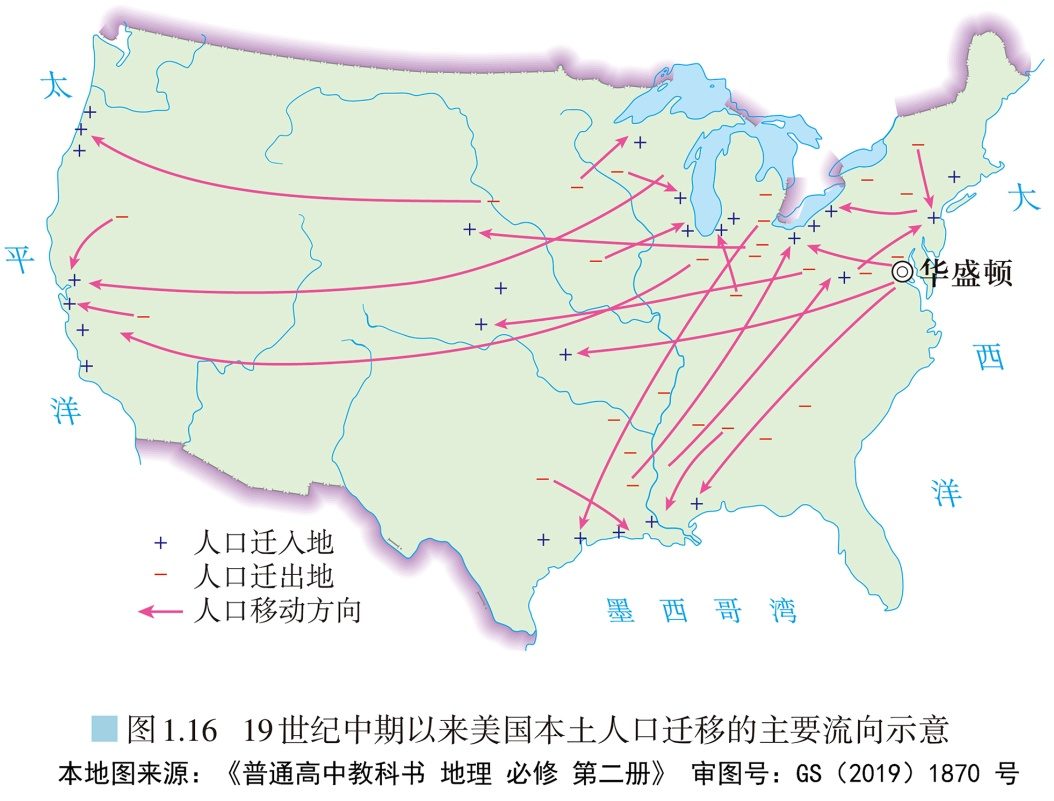 太
平
洋
大
西
洋
华盛顿
墨西哥湾
人口迁入地
人口迁出地
人口移动方向
图1.16 19世纪中期以来美国本土人口迁移的主要流向示意
本地图来源：《普通高中教科书 地理 必修 第二册》 审图号：GS（2019）1870 号